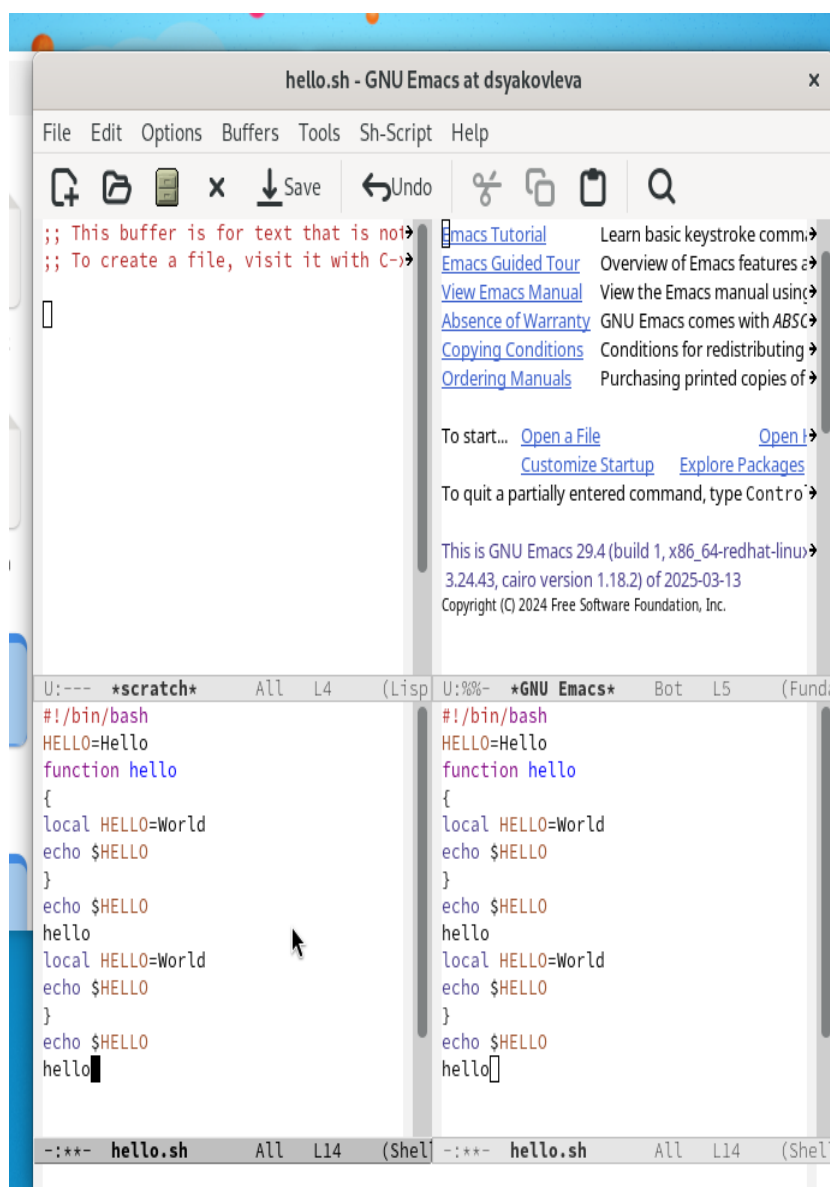 hello.sh - GNU Emacs at dsyakovleva
File Edit Options Buffers Tools Sh-Script Help
Save Undo
;; This buffer is for text that is not
;; To create a file, visit it with C-x
U:--- *scratch* All L4 (Lisp
Emacs Tutorial Learn basic keystroke comma
Emacs Guided Tour Overview of Emacs features a
View Emacs Manual View the Emacs manual using
Absence of Warranty GNU Emacs comes with ABSO
Copying Conditions Conditions for redistributing
Ordering Manuals Purchasing printed copies of
To start... Open a File Open
Customize Startup Explore Packages
To quit a partially entered command, type Contro
This is GNU Emacs 29.4 (build 1, x86_64-redhat-linux
3.24.43, cairo version 1.18.2) of 2025-03-13
Copyright (C) 2024 Free Software Foundation, Inc.
U:%%- *GNU Emacs* Bot L5 (Funda
#!/bin/bash
HELLO=Hello
function hello
{
local HELLO=World
echo $HELLO
}
echo $HELLO
hello
local HELLO=World
echo $HELLO
}
echo $HELLO
hello
-:**- hello.sh All L14 (Shel
#!/bin/bash
HELLO=Hello
function hello
{
local HELLO=World
echo $HELLO
}
echo $HELLO
hello
local HELLO=World
echo $HELLO
}
echo $HELLO
hello
-:**- hello.sh All L14 (Shel